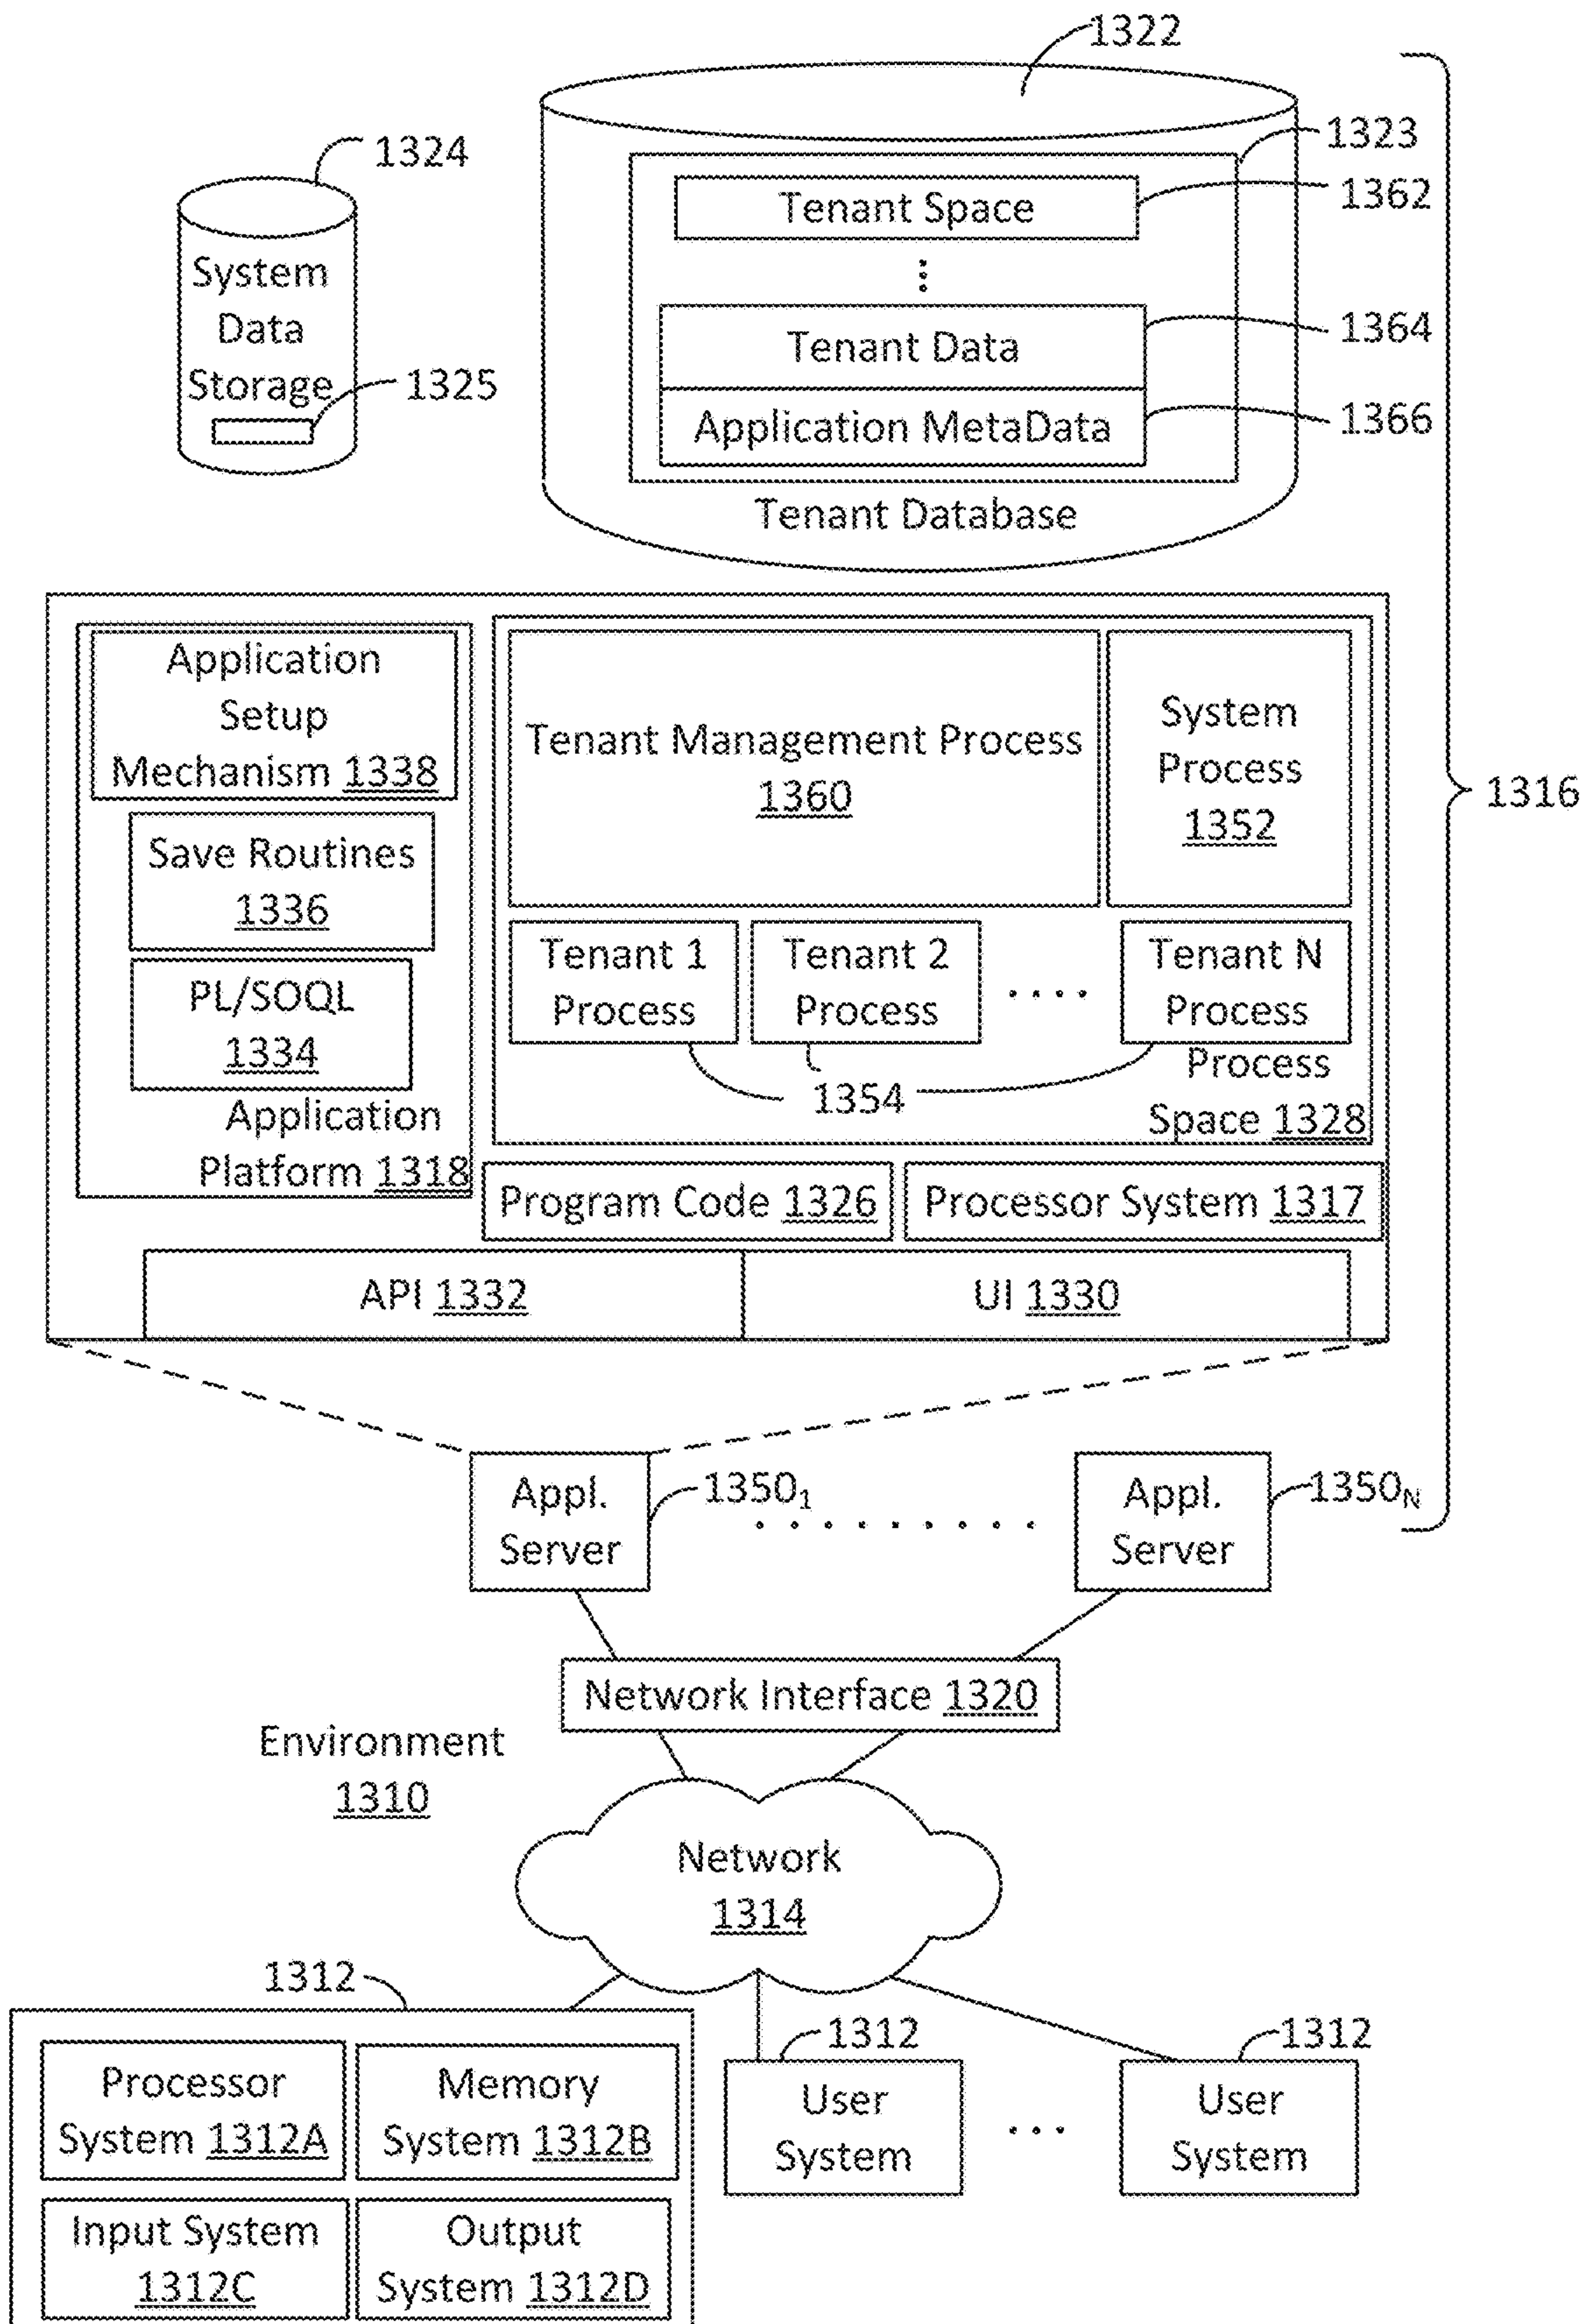 1322
1324
1323
Tenant Space
1362
System
Data
Storage
1325
Tenant Data
1364
Application MetaData
1366
Tenant Database
Application
Setup
Mechanism 1338
Save Routines
1336
PL/SOQL
1334
Application
Platform 1318
Tenant Management Process
1360
System
Process
1352
1316
Tenant 1
Process
Tenant 2
Process
Tenant N
Process
1354
Process
Space 1328
Program Code 1326
Processor System 1317
API 1332
UI 1330
Appl.
Server
1350₁
Appl.
Server
1350N
Network Interface 1320
Environment
1310
Network
1314
1312
Processor
System 1312A
Memory
System 1312B
Input System
1312C
Output
System 1312D
1312
User
System
1312
User
System